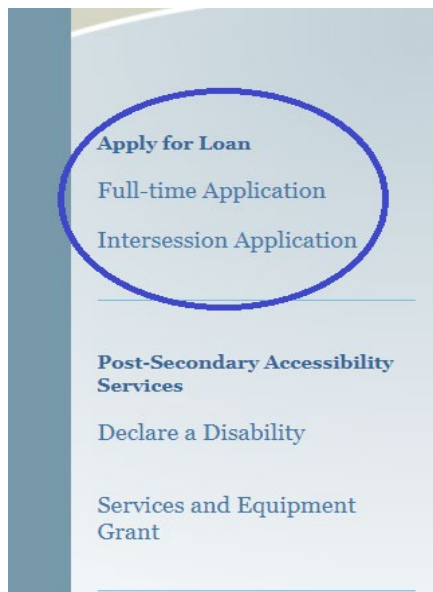 Apply for Loan
Full-time Application
Intersession Application
Post-Secondary Accessibility
Services
Declare a Disability
Services and Equipment
Grant